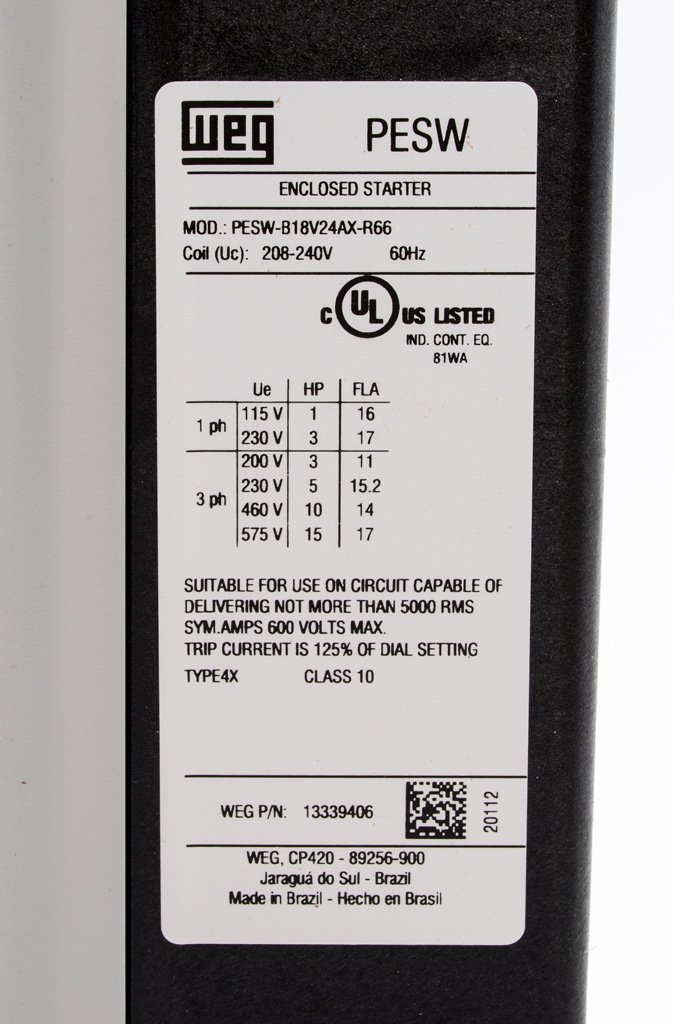 weg PESW
ENCLOSED STARTER
MOD.: PESW-B18V24AX-R66
Coil (Uc): 208-240V 60Hz
C UL US LISTED
IND. CONT. EQ.
81WA
Ue HP FLA
1 ph 115 V 1 16
230 V 3 17
3 ph 200 V 3 11
230 V 5 15.2
460 V 10 14
575 V 15 17
SUITABLE FOR USE ON CIRCUIT CAPABLE OF
DELIVERING NOT MORE THAN 5000 RMS
SYM.AMPS 600 VOLTS MAX.
TRIP CURRENT IS 125% OF DIAL SETTING
TYPE4X CLASS 10
WEG P/N: 13339406
20112
WEG, CP420 - 89256-900
Jaraguá do Sul - Brazil
Made in Brazil - Hecho en Brasil